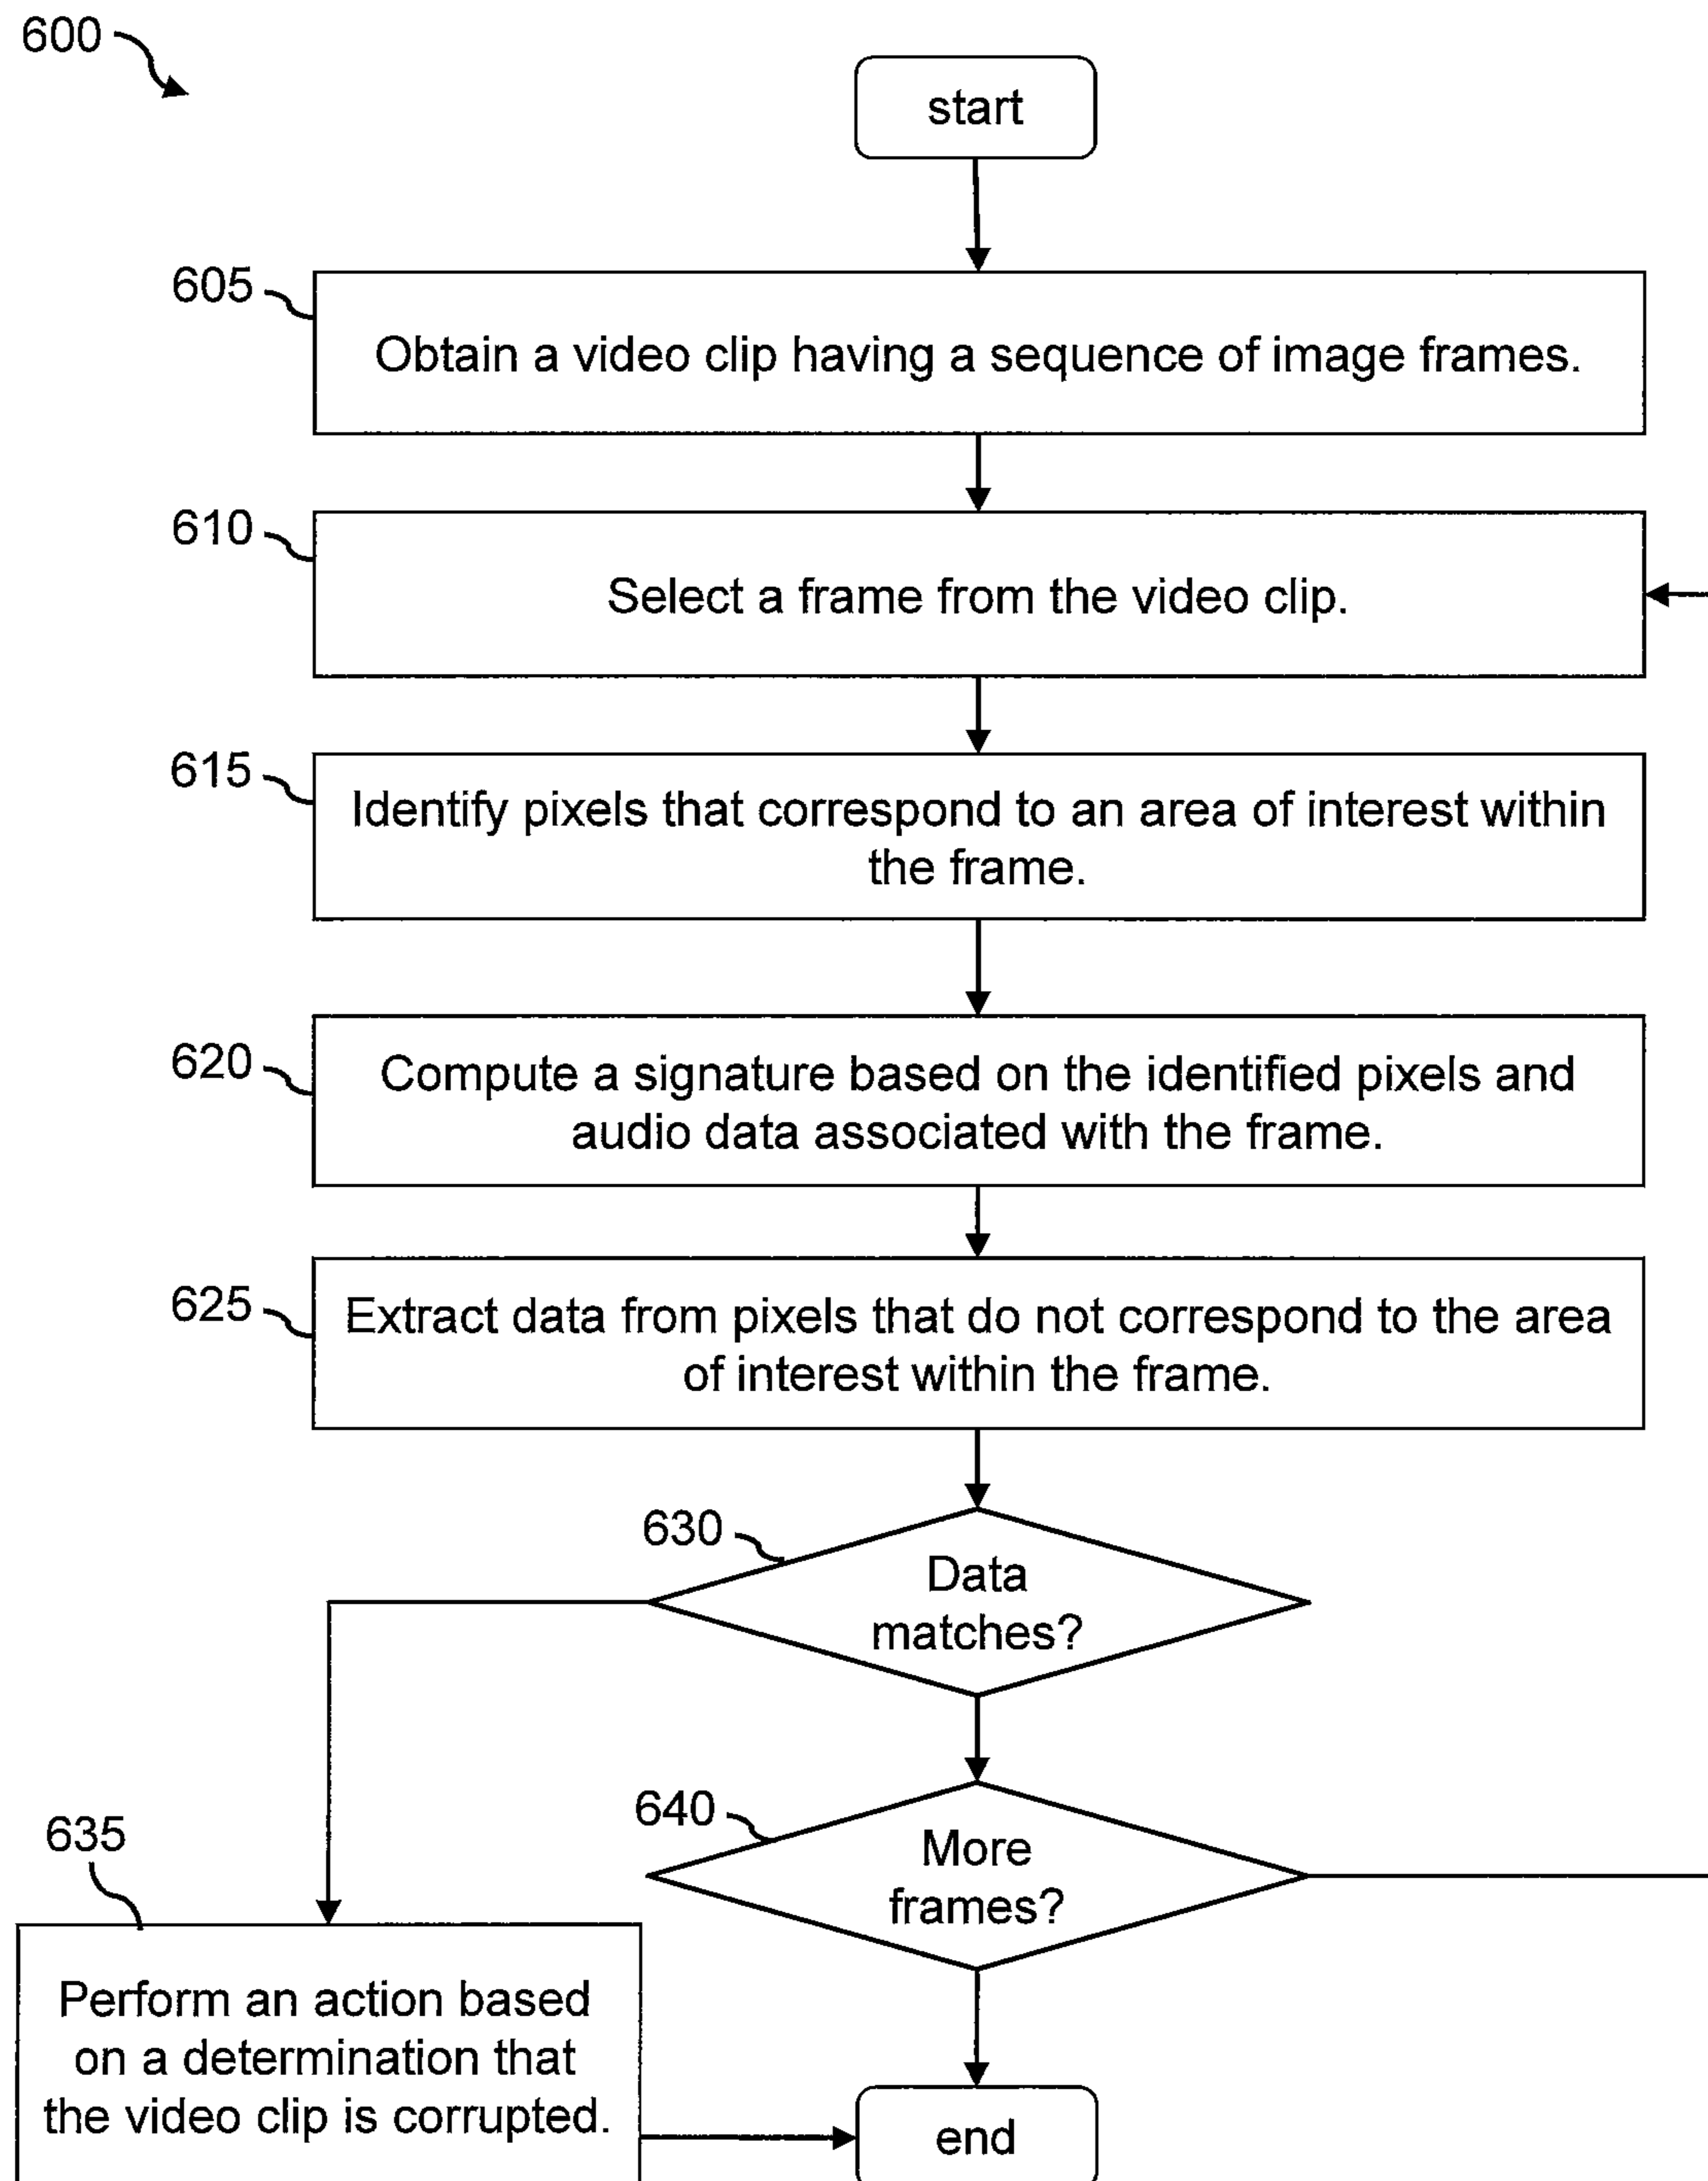 600
start
605
Obtain a video clip having a sequence of image frames.
610
Select a frame from the video clip.
615
Identify pixels that correspond to an area of interest within
the frame.
620
Compute a signature based on the identified pixels and
audio data associated with the frame.
625
Extract data from pixels that do not correspond to the area
of interest within the frame.
630
Data
matches?
640
More
frames?
635
Perform an action based
on a determination that
the video clip is corrupted.
end